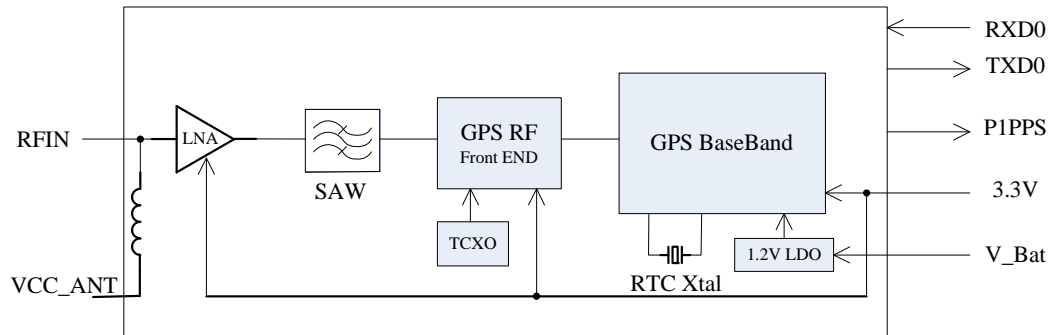 RXD0
TXD0
RFIN
LNA
SAW
GPS RF
Front END
GPS BaseBand
P1PPS
TCXO
3.3V
1.2V LDO
V_Bat
RTC Xtal
VCC_ANT